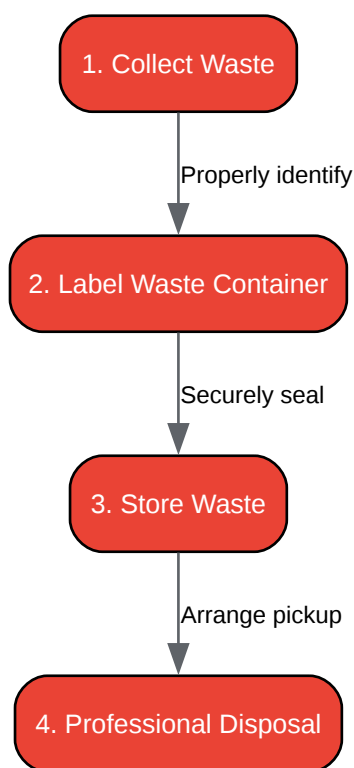 1. Collect Waste
Properly identify
2. Label Waste Container
Securely seal
3. Store Waste
Arrange pickup
4. Professional Disposal